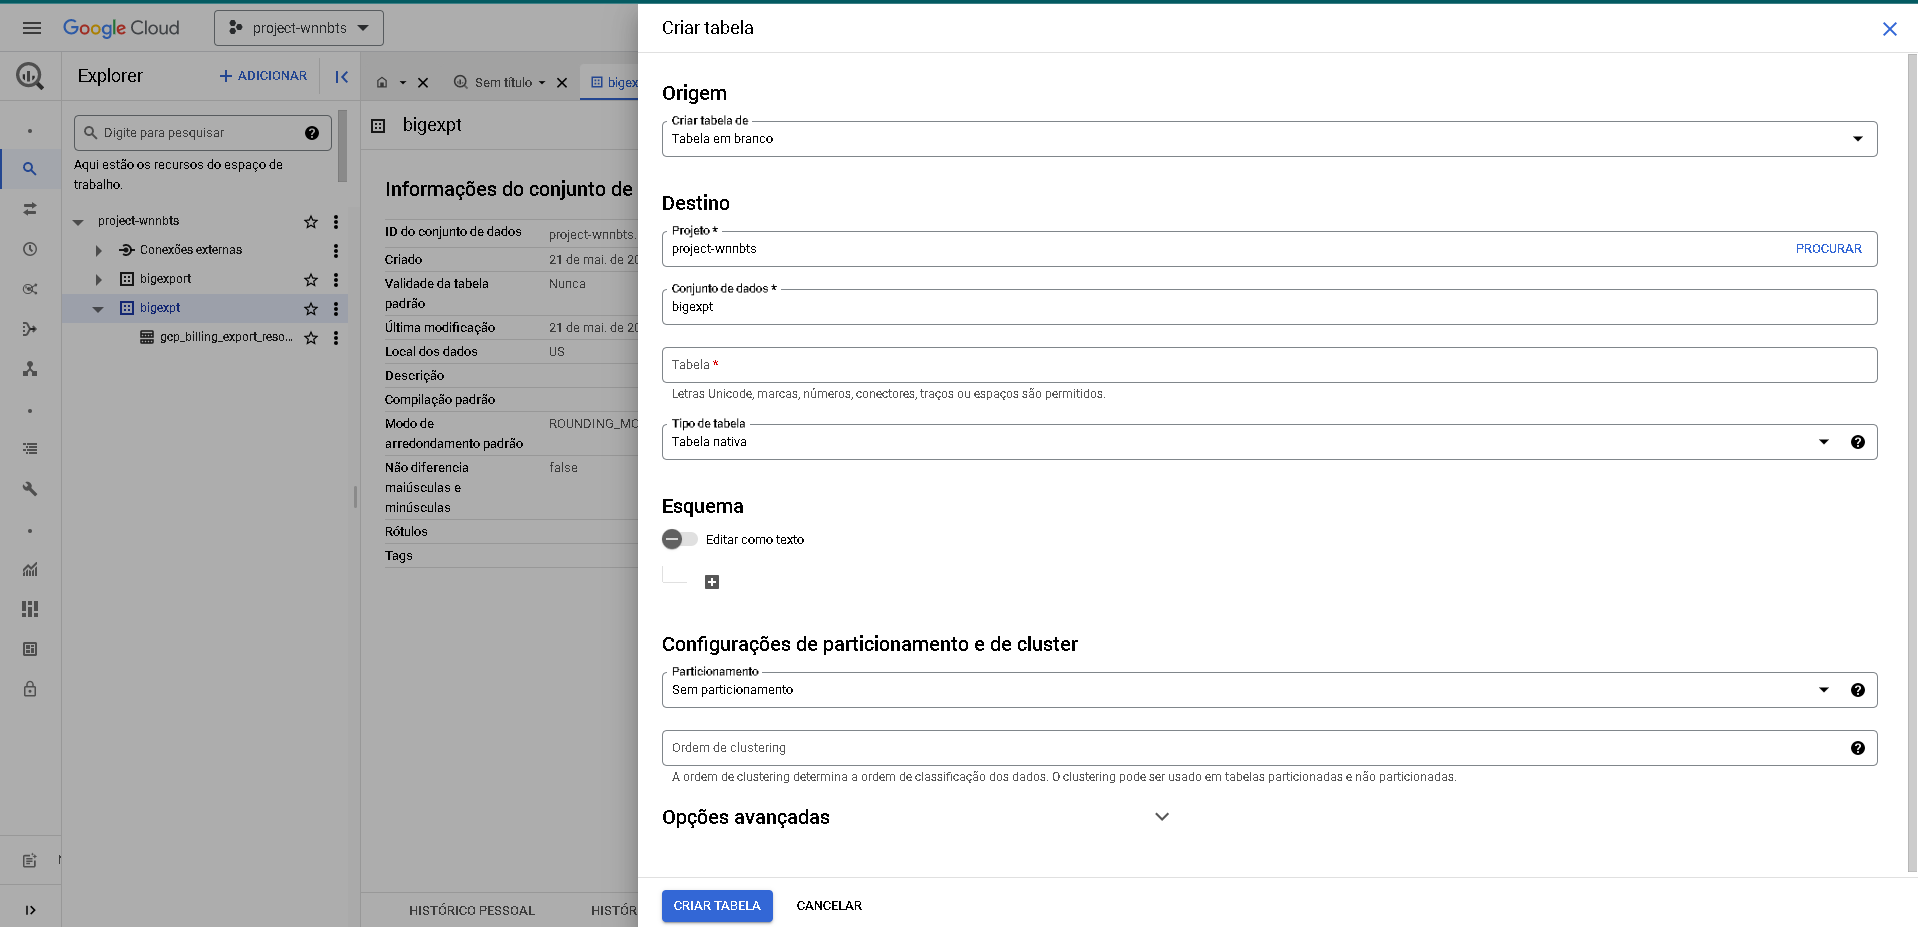 Google Cloud
project-wnnbts
Explorer
ADICIONAR
Digite para pesquisar
Aqui estão os recursos do espaço de
trabalho.
project-wnnbts
Conexões externas
bigexport
bigexpt
gcp_billing_export_reso...
Sem título
bigex
bigexpt
Informações do conjunto de
ID do conjunto de dados project-wnnbts.
Criado 21 de mai. de 20
Validade da tabela Nunca
padrão
Última modificação 21 de mai. de 20
Local dos dados US
Descrição
Compilação padrão
Modo de ROUNDING_MO
arredondamento padrão
Não diferencia false
maiúsculas e
minúsculas
Rótulos
Tags
HISTÓRICO PESSOAL HISTÓR
Criar tabela
Origem
Criar tabela de
Tabela em branco
Destino
Projeto *
project-wnnbts PROCURAR
Conjunto de dados *
bigexpt
Tabela *
Letras Unicode, marcas, números, conectores, traços ou espaços são permitidos.
Tipo de tabela
Tabela nativa
Esquema
Editar como texto
Configurações de particionamento e de cluster
Particionamento
Sem particionamento
Ordem de clustering
A ordem de clustering determina a ordem de classificação dos dados. O clustering pode ser usado em tabelas particionadas e não particionadas.
Opções avançadas
CRIAR TABELA CANCELAR